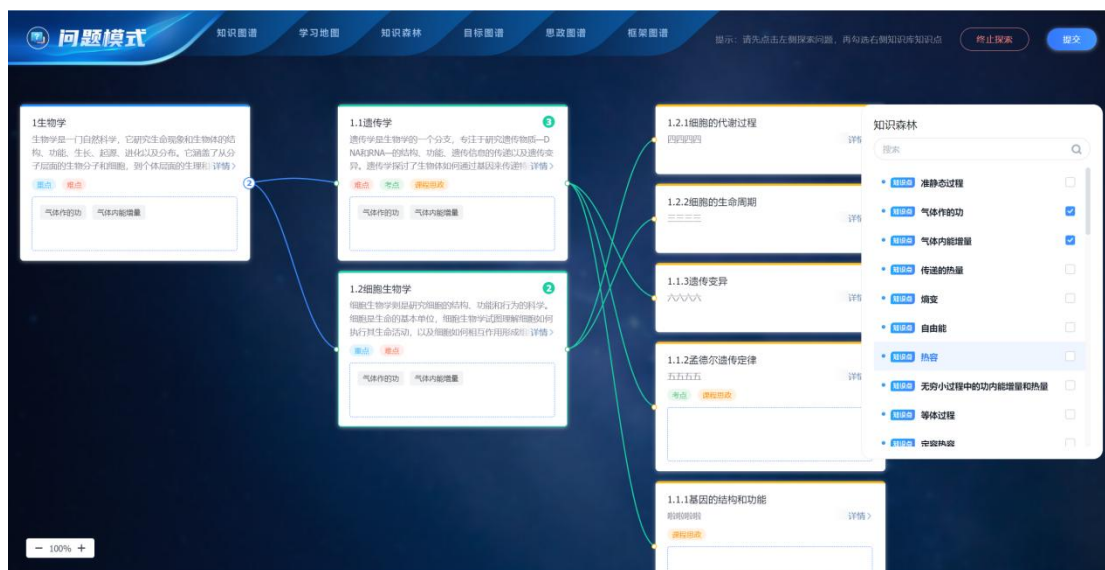 问题模式
知识图谱
学习地图
知识森林
目标图谱
思政图谱
框架图谱
提示：请先点击左侧探索问题，再勾选右侧知识库知识点
终止探索
提交
1生物学
生物学是一门自然科学，它研究生命现象和生物体的结
构、功能、生长、起源、进化以及分布。它涵盖了从分
子层面的生物分子和细胞，到个体层面的生理和 详情>
重点 难点
2
气体作的功 气体内能增量
1.1遗传学 3
遗传学是生物学的一个分支，专注于研究遗传物质—D
NA和RNA—的结构、功能、遗传信息的传递以及遗传变
异。遗传学探讨了生物体如何通过基因来传递 详情>
难点 考点 课程思政
气体作的功 气体内能增量
1.2细胞生物学 2
细胞生物学则是研究细胞的结构、功能和行为的科学。
细胞是生命的基本单位，细胞生物学试图理解细胞如何
执行其生命活动，以及细胞如何相互作用形成 详情>
重点 难点
气体作的功 气体内能增量
1.2.1细胞的代谢过程
四四四四 详情
1.2.2细胞的生命周期
三三三三 详情
1.1.3遗传变异
六六六六 详情
1.1.2孟德尔遗传定律
五五五五 详情
考点 课程思政
1.1.1基因的结构和功能
啦啦啦啦 详情>
课程思政
知识森林
搜索
知识点 准静态过程
知识点 气体作的功
知识点 气体内能增量
知识点 传递的热量
知识点 熵变
知识点 自由能
知识点 热容
知识点 无穷小过程中的功内能增量和热量
知识点 等体过程
知识点 定容热容
− 100% +